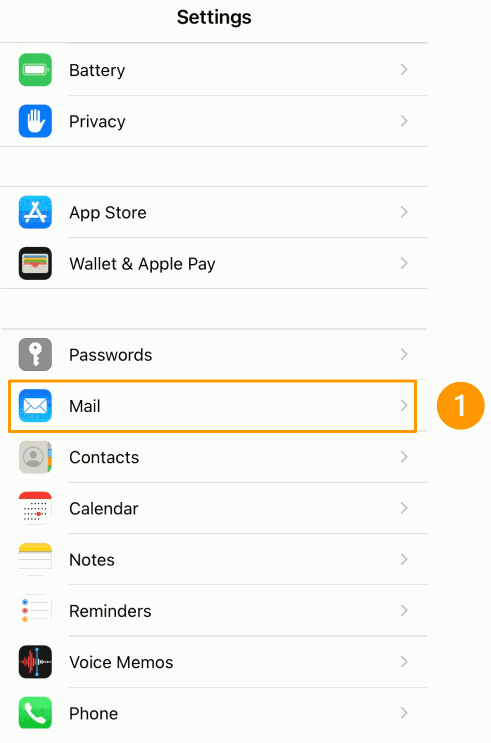 Settings
Battery
Privacy
App Store
Wallet & Apple Pay
Passwords
Mail
1
Contacts
Calendar
Notes
Reminders
Voice Memos
Phone